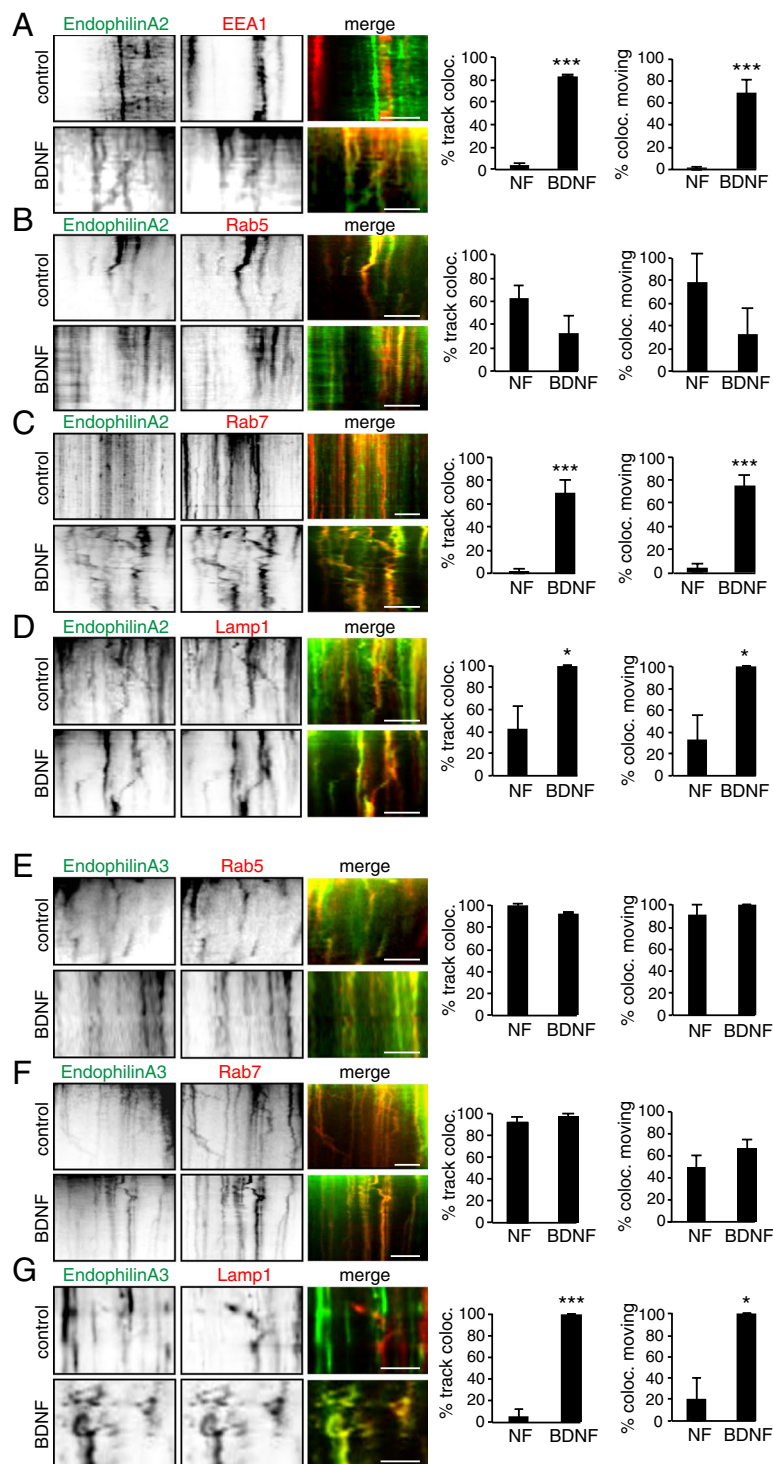 A
EndophilinA2 EEA1 merge
control
BDNF
% track coloc.
100
80
60
40
20
0
***
NF BDNF
% coloc. moving
100
80
60
40
20
0
***
NF BDNF
B
EndophilinA2 Rab5 merge
control
BDNF
% track coloc.
100
80
60
40
20
NF BDNF
% coloc. moving
100
80
60
40
20
NF BDNF
C
EndophilinA2 Rab7 merge
control
BDNF
% track coloc.
100
80
60
40
20
0
***
NF BDNF
% coloc. moving
100
80
60
40
20
0
***
NF BDNF
D
EndophilinA2 Lamp1 merge
control
BDNF
% track coloc.
100
80
60
40
20
*
NF BDNF
% coloc. moving
100
80
60
40
20
*
NF BDNF
E
EndophilinA3 Rab5 merge
control
BDNF
% track coloc.
100
80
60
40
20
NF BDNF
% coloc. moving
100
80
60
40
20
NF BDNF
F
EndophilinA3 Rab7 merge
control
BDNF
% track coloc.
100
80
60
40
20
NF BDNF
% coloc. moving
100
80
60
40
20
NF BDNF
G
EndophilinA3 Lamp1 merge
control
BDNF
% track coloc.
100
80
60
40
20
0
***
NF BDNF
% coloc. moving
100
80
60
40
20
0
*
NF BDNF